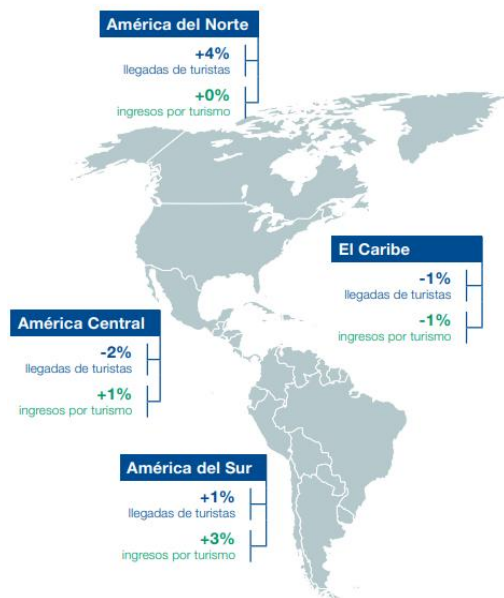 América del Norte
+4%
llegadas de turistas
+0%
ingresos por turismo
El Caribe
-1%
llegadas de turistas
-1%
ingresos por turismo
América Central
-2%
llegadas de turistas
+1%
ingresos por turismo
América del Sur
+1%
llegadas de turistas
+3%
ingresos por turismo